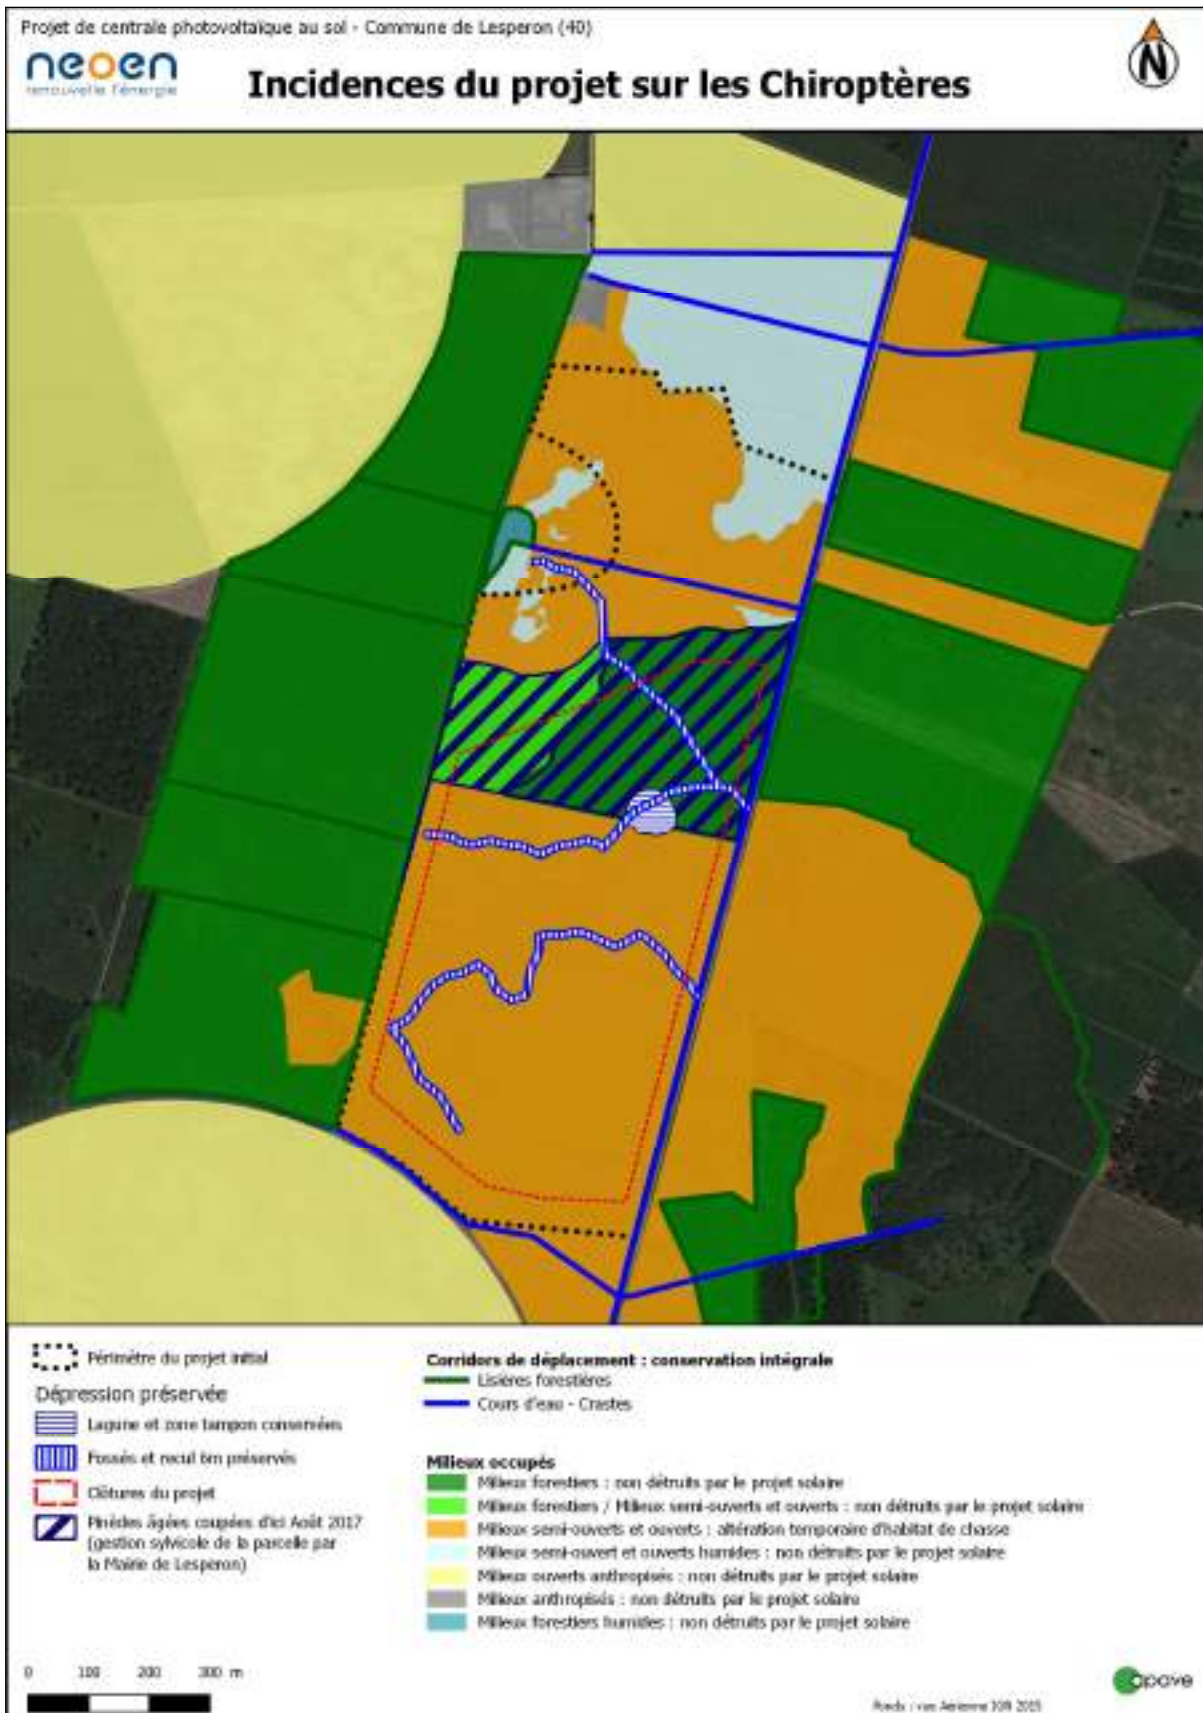 Projet de centrale photovoltaïque au sol - Commune de Lesperon (40)
neoen
renouvelle l'énergie
Incidences du projet sur les Chiroptères
N
Périmètre du projet initial
Dépression préservée
Lagune et zone tampon conservées
Fossés et recul 6m préservés
Clôtures du projet
Pinèdes âgées coupées d'ici Août 2017
(gestion sylvicole de la parcelle par
la Mairie de Lesperon)
Corridors de déplacement : conservation intégrale
Lisières forestières
Cours d'eau - Crastes
Milieux occupés
Milieux forestiers : non détruits par le projet solaire
Milieux forestiers / Milieux semi-ouverts et ouverts : non détruits par le projet solaire
Milieux semi-ouverts et ouverts : altération temporaire d'habitat de chasse
Milieux semi-ouvert et ouverts humides : non détruits par le projet solaire
Milieux ouverts anthropisés : non détruits par le projet solaire
Milieux anthropisés : non détruits par le projet solaire
Milieux forestiers humides : non détruits par le projet solaire
0 100 200 300 m
apave
Fonds : vue Aérienne IGN 2015